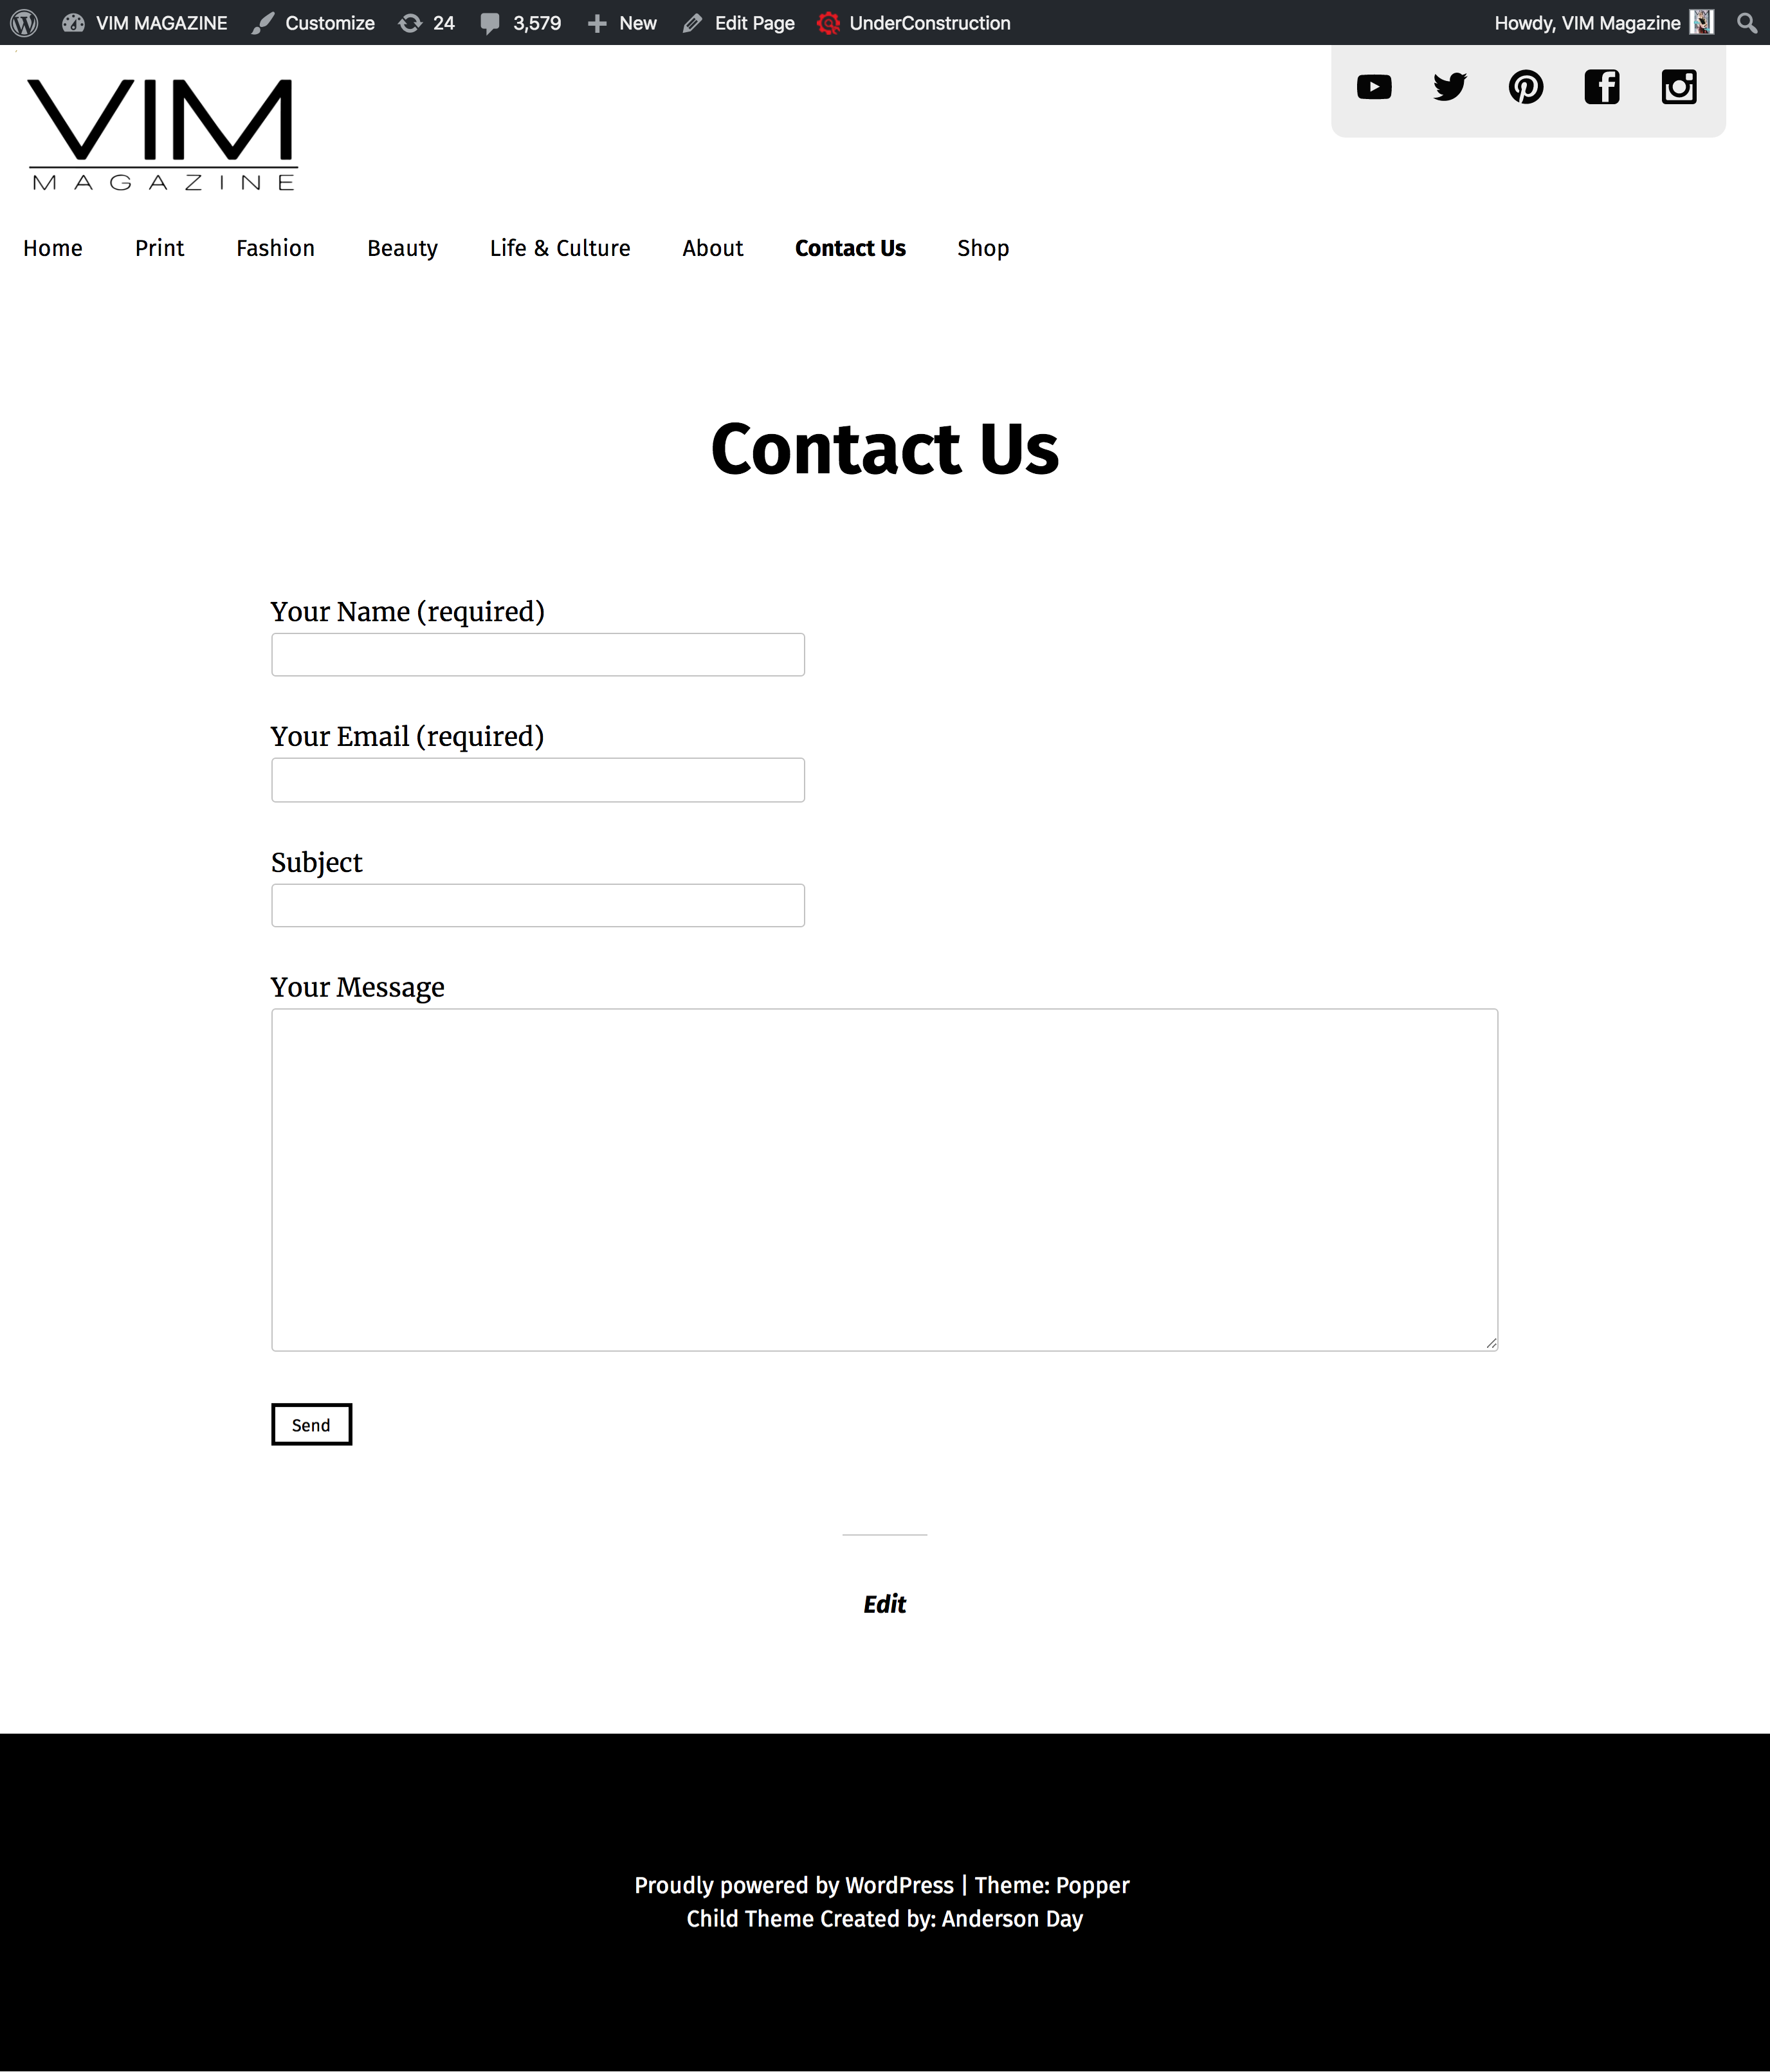 VIM MAGAZINE Customize 24 3,579 New Edit Page UnderConstruction Howdy, VIM Magazine
VIM
MAGAZINE
Home Print Fashion Beauty Life & Culture About Contact Us Shop
Contact Us
Your Name (required)
Your Email (required)
Subject
Your Message
Send
Edit
Proudly powered by WordPress | Theme: Popper
Child Theme Created by: Anderson Day